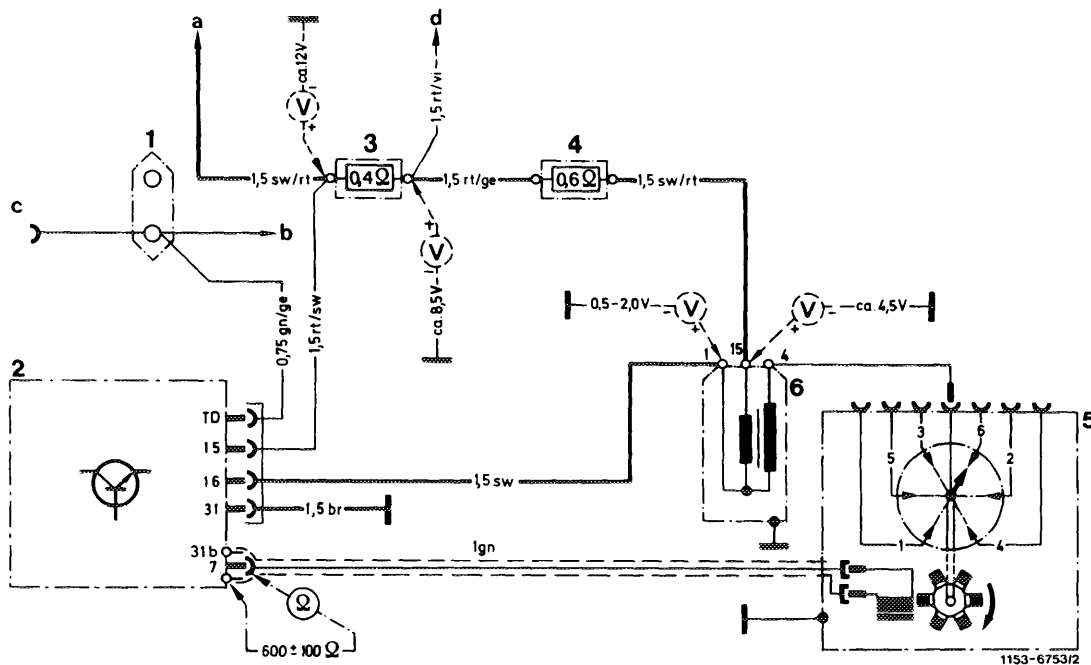 a
d
ca.12V
V
−
+
1,5 rt/vi
1
3
4
1,5 sw/rt
0,4 Ω
1,5 rt/ge
0,6 Ω
1,5 sw/rt
c
b
+
V
−
ca. 8,5V
0,75 gn/ge
1,5 rt/sw
0,5-2,0V
V
−
+
V
−
+
ca. 4,5V
1
15
4
6
2
TD
15
16
31
1,5 sw
1,5 br
5
3
6
5
2
1
4
31b
7
1gn
Ω
600 ± 100 Ω
1153-6753/2